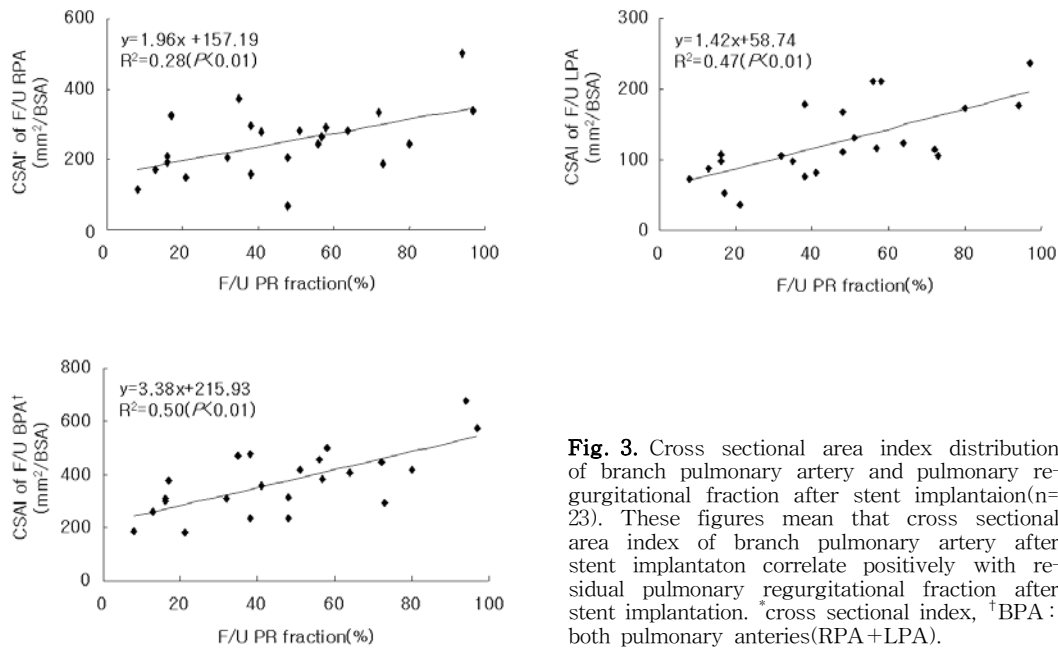 600
400
200
0
CSAI* of F/U RPA
(mm²/BSA)
y=1.96x +157.19
R²=0.28(P<0.01)
0 20 40 60 80 100
F/U PR fraction(%)
300
200
100
0
CSAI of F/U LPA
(mm²/BSA)
y=1.42x+58.74
R²=0.47(P<0.01)
0 20 40 60 80 100
F/U PR fraction(%)
800
600
400
200
0
CSAI of F/U BPA†
(mm²/BSA)
y=3.38x+215.93
R²=0.50(P<0.01)
0 20 40 60 80 100
F/U PR fraction(%)
Fig. 3. Cross sectional area index distribution
of branch pulmonary artery and pulmonary re-
gurgitational fraction after stent implantaion(n=
23). These figures mean that cross sectional
area index of branch pulmonary artery after
stent implantaton correlate positively with re-
sidual pulmonary regurgitational fraction after
stent implantation. *cross sectional index, †BPA :
both pulmonary anteries(RPA+LPA).